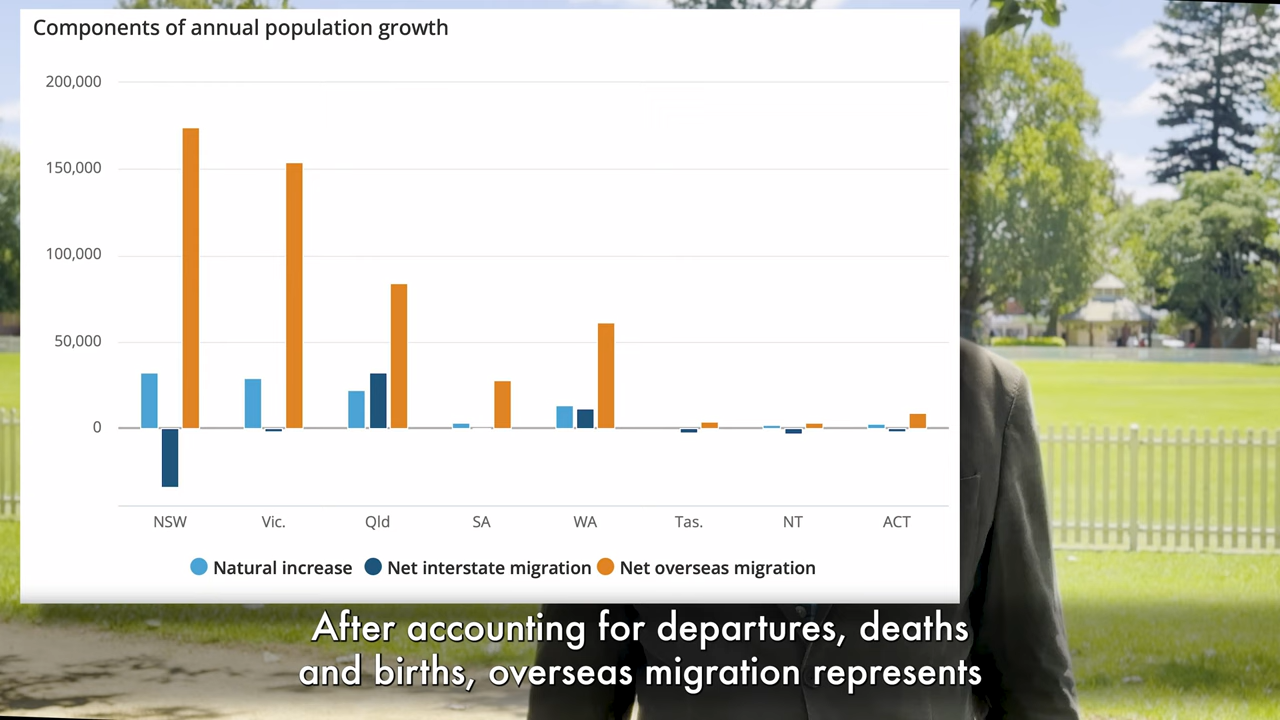 Components of annual population growth
200,000
150,000
100,000
50,000
0
NSW Vic. Qld SA WA Tas. NT ACT
Natural increase Net interstate migration Net overseas migration
After accounting for departures, deaths
and births, overseas migration represents